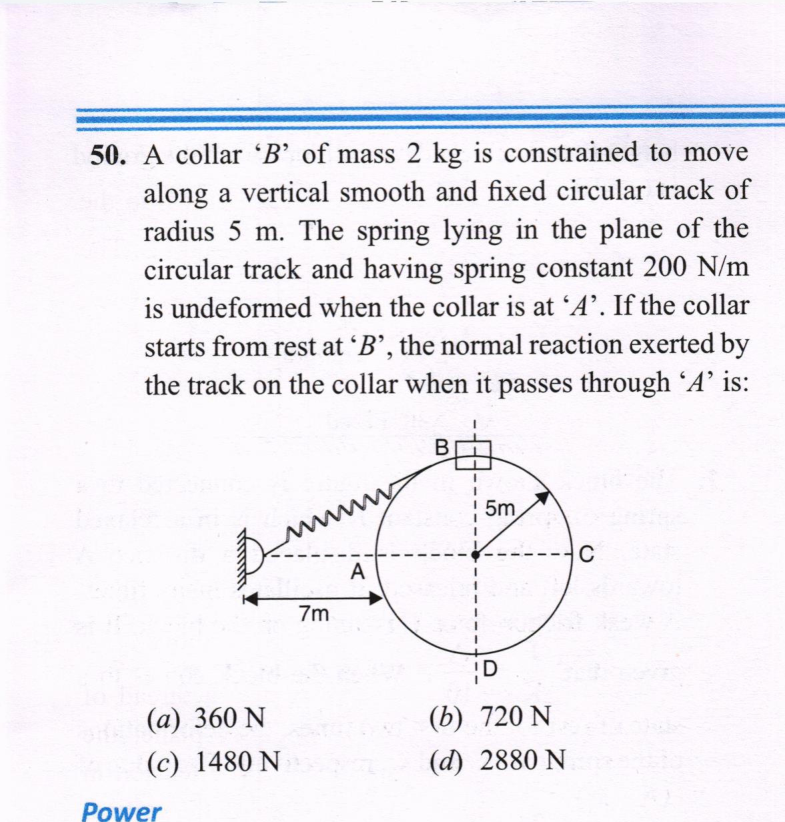 50. A collar ‘B’ of mass 2 kg is constrained to move
along a vertical smooth and fixed circular track of
radius 5 m. The spring lying in the plane of the
circular track and having spring constant 200 N/m
is undeformed when the collar is at ‘A’. If the collar
starts from rest at ‘B’, the normal reaction exerted by
the track on the collar when it passes through ‘A’ is:
B
5m
A
C
7m
D
(a) 360 N (b) 720 N
(c) 1480 N (d) 2880 N
Power